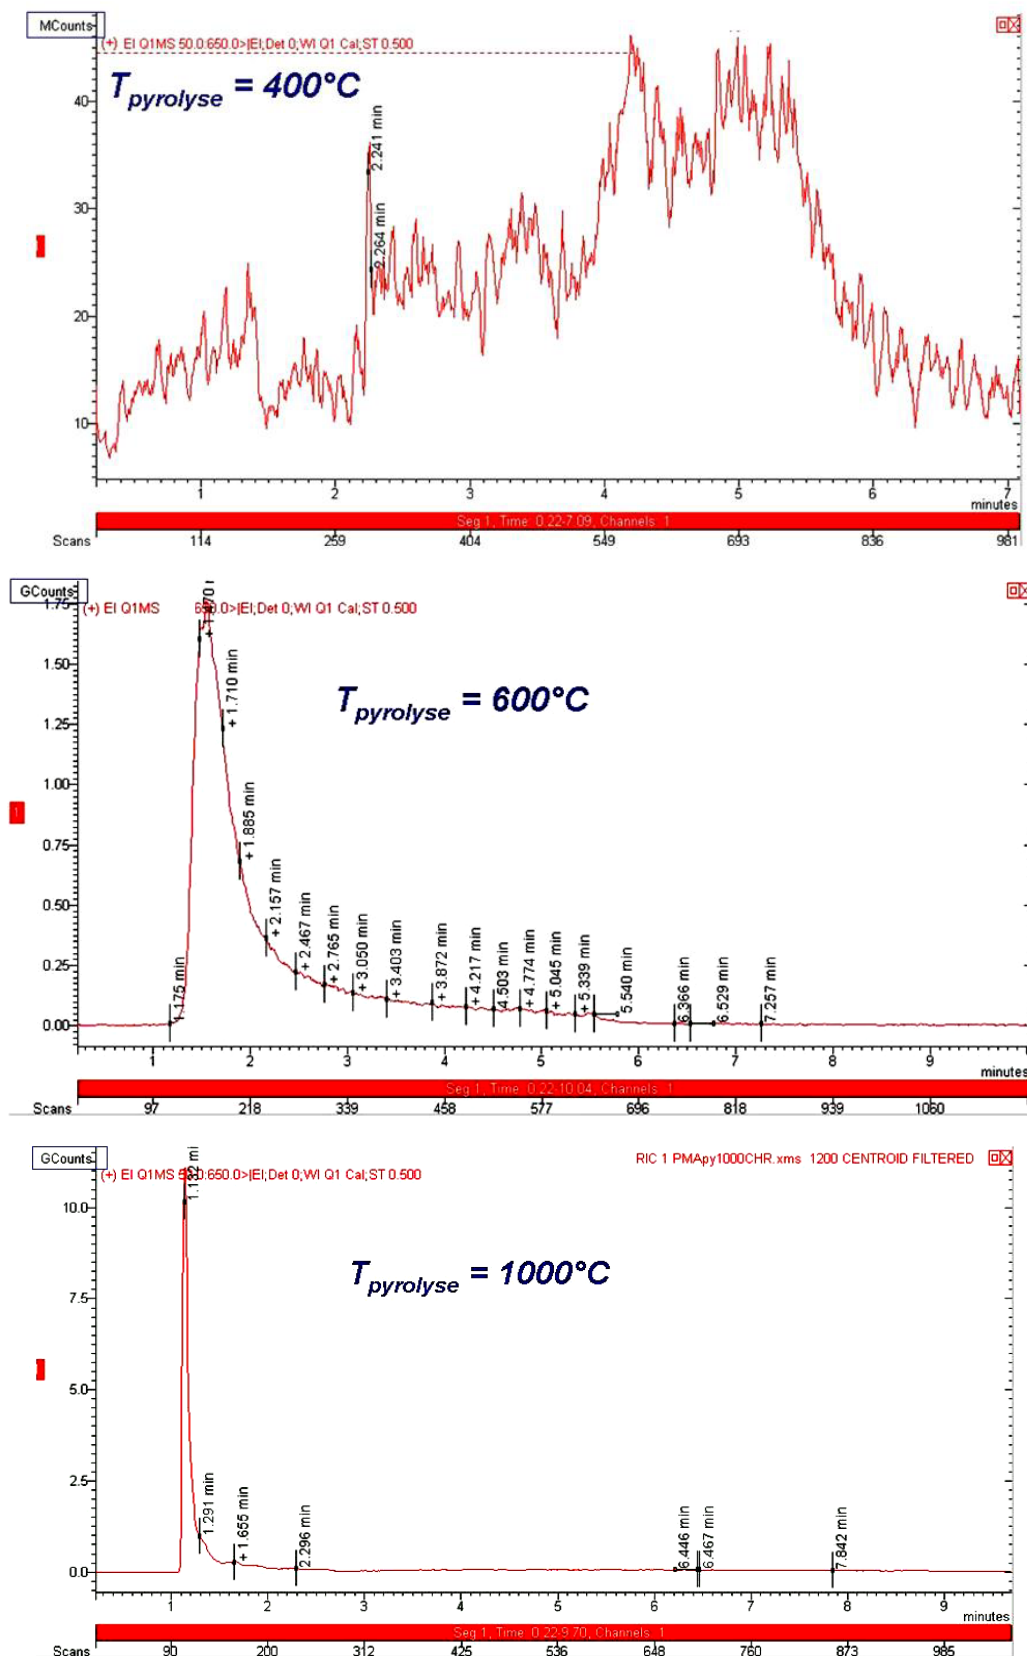 MCounts
(+) EI Q1MS 50.0:650.0>|EI;Det 0;WI Q1 Cal;ST 0.500
Tpyrolyse = 400°C
40
30
20
10
2.241 min
2.264 min
1 2 3 4 5 6 7
minutes
Seg 1, Time: 0.22-7.09, Channels: 1
Scans 114 259 404 549 693 836 981
GCounts
(+) EI Q1MS 650.0>|EI;Det 0;WI Q1 Cal;ST 0.500
Tpyrolyse = 600°C
1.75
1.50
1.25
1.00
0.75
0.50
0.25
0.00
1.175 min
+ 1.710 min
+ 1.885 min
+ 2.157 min
+ 2.467 min
+ 2.765 min
+ 3.050 min
+ 3.403 min
+ 3.872 min
+ 4.217 min
4.503 min
+ 4.774 min
+ 5.045 min
+ 5.339 min
5.540 min
6.366 min
6.529 min
7.257 min
1 2 3 4 5 6 7 8 9
minutes
Seg 1, Time: 0.22-10.04, Channels: 1
Scans 97 218 339 458 577 696 818 939 1060
GCounts
(+) EI Q1MS 50.0:650.0>|EI;Det 0;WI Q1 Cal;ST 0.500
RIC 1 PMApy1000CHR.xms 1200 CENTROID FILTERED
Tpyrolyse = 1000°C
10.0
7.5
5.0
2.5
0.0
1.132 mi
1.291 min
+ 1.655 min
2.296 min
6.446 min
6.467 min
7.842 min
1 2 3 4 5 6 7 8 9
minutes
Seg 1, Time: 0.22-9.70, Channels: 1
Scans 90 200 312 425 536 648 760 873 985